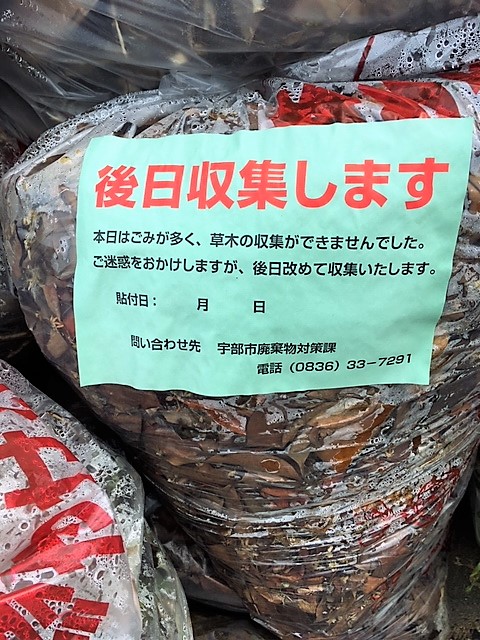 後日収集します
本日はごみが多く、草木の収集ができませんでした。
ご迷惑をおかけしますが、後日改めて収集いたします。
貼付日： 月 日
問い合わせ先 宇部市廃棄物対策課
電話（0836）33－7291